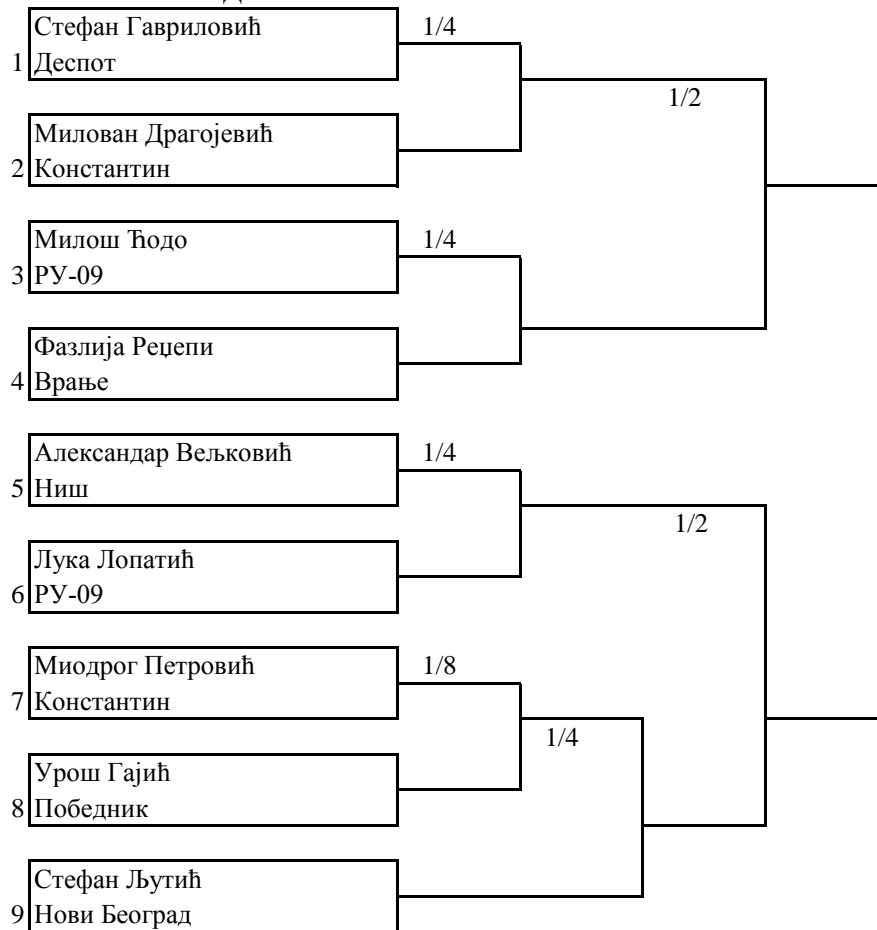 Стефан Гавриловић
1/4
1 Деспот
1/2
Милован Драгојевић
2 Константин
Милош Ћодо
1/4
3 РУ-09
Фазлија Реџепи
4 Врање
Александар Вељковић
1/4
5 Ниш
1/2
Лука Лопатић
6 РУ-09
Миодрог Петровић
1/8
7 Константин
1/4
Урош Гајић
8 Победник
Стефан Љутић
9 Нови Београд